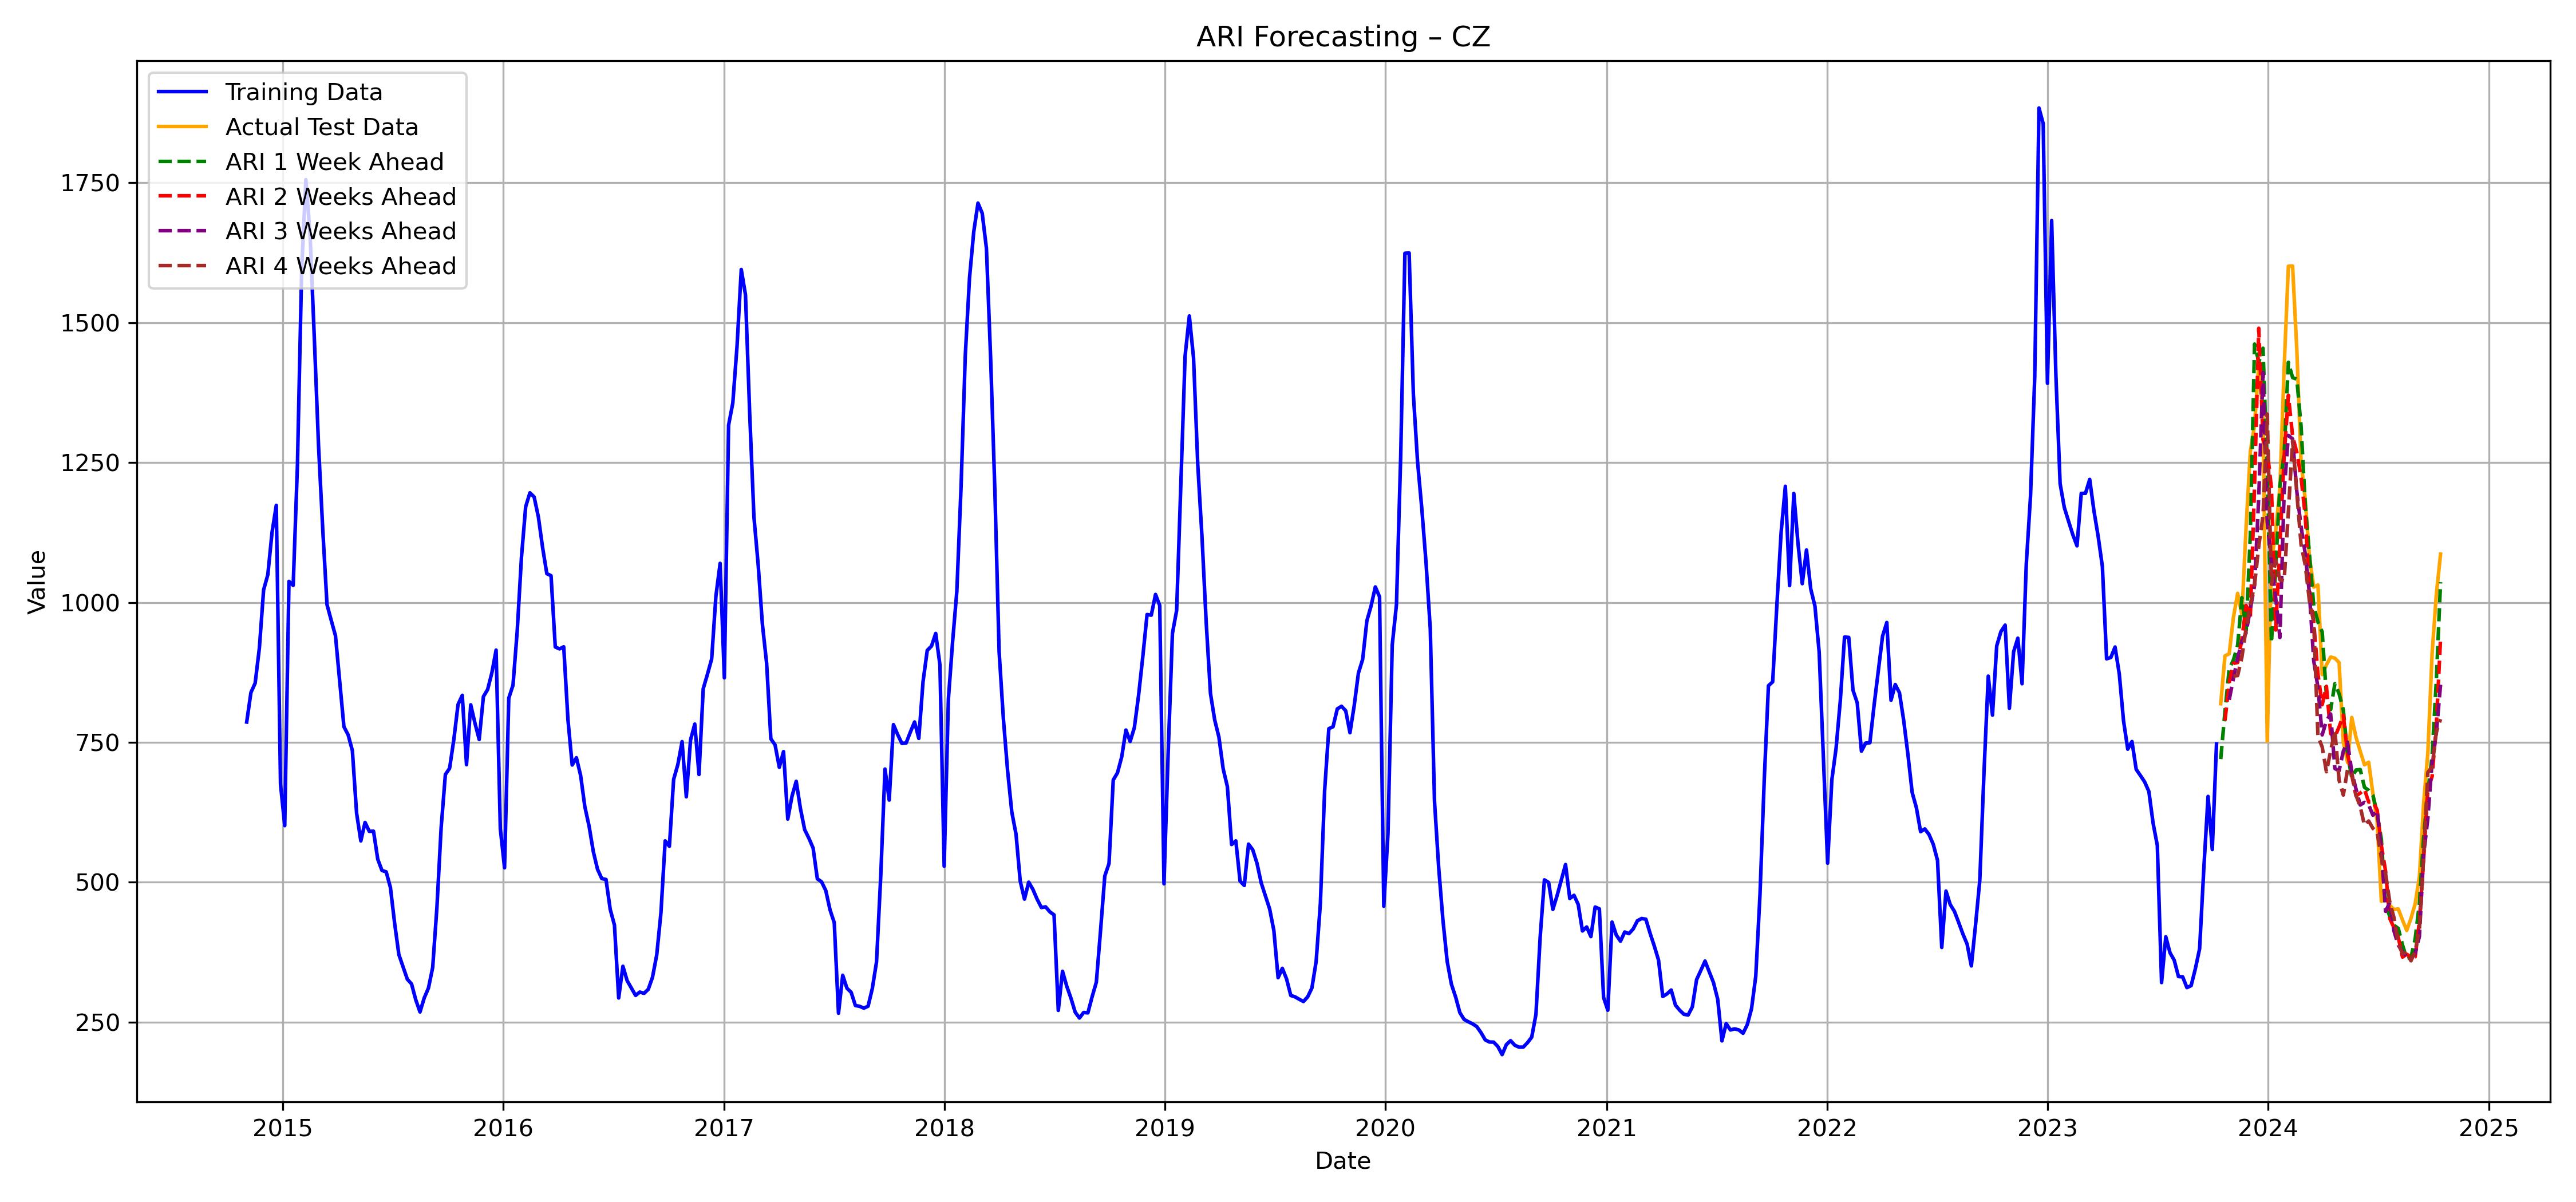 ARI Forecasting – CZ
Training Data
Actual Test Data
ARI 1 Week Ahead
ARI 2 Weeks Ahead
ARI 3 Weeks Ahead
ARI 4 Weeks Ahead
1750
1500
1250
1000
750
500
250
Value
2015 2016 2017 2018 2019 2020 2021 2022 2023 2024 2025
Date